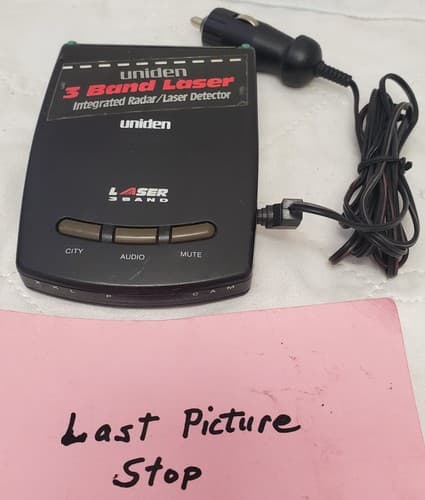 uniden
3 Band Laser
Integrated Radar/Laser Detector
uniden
LASER
3 BAND
CITY
AUDIO
MUTE
Last Picture
Stop